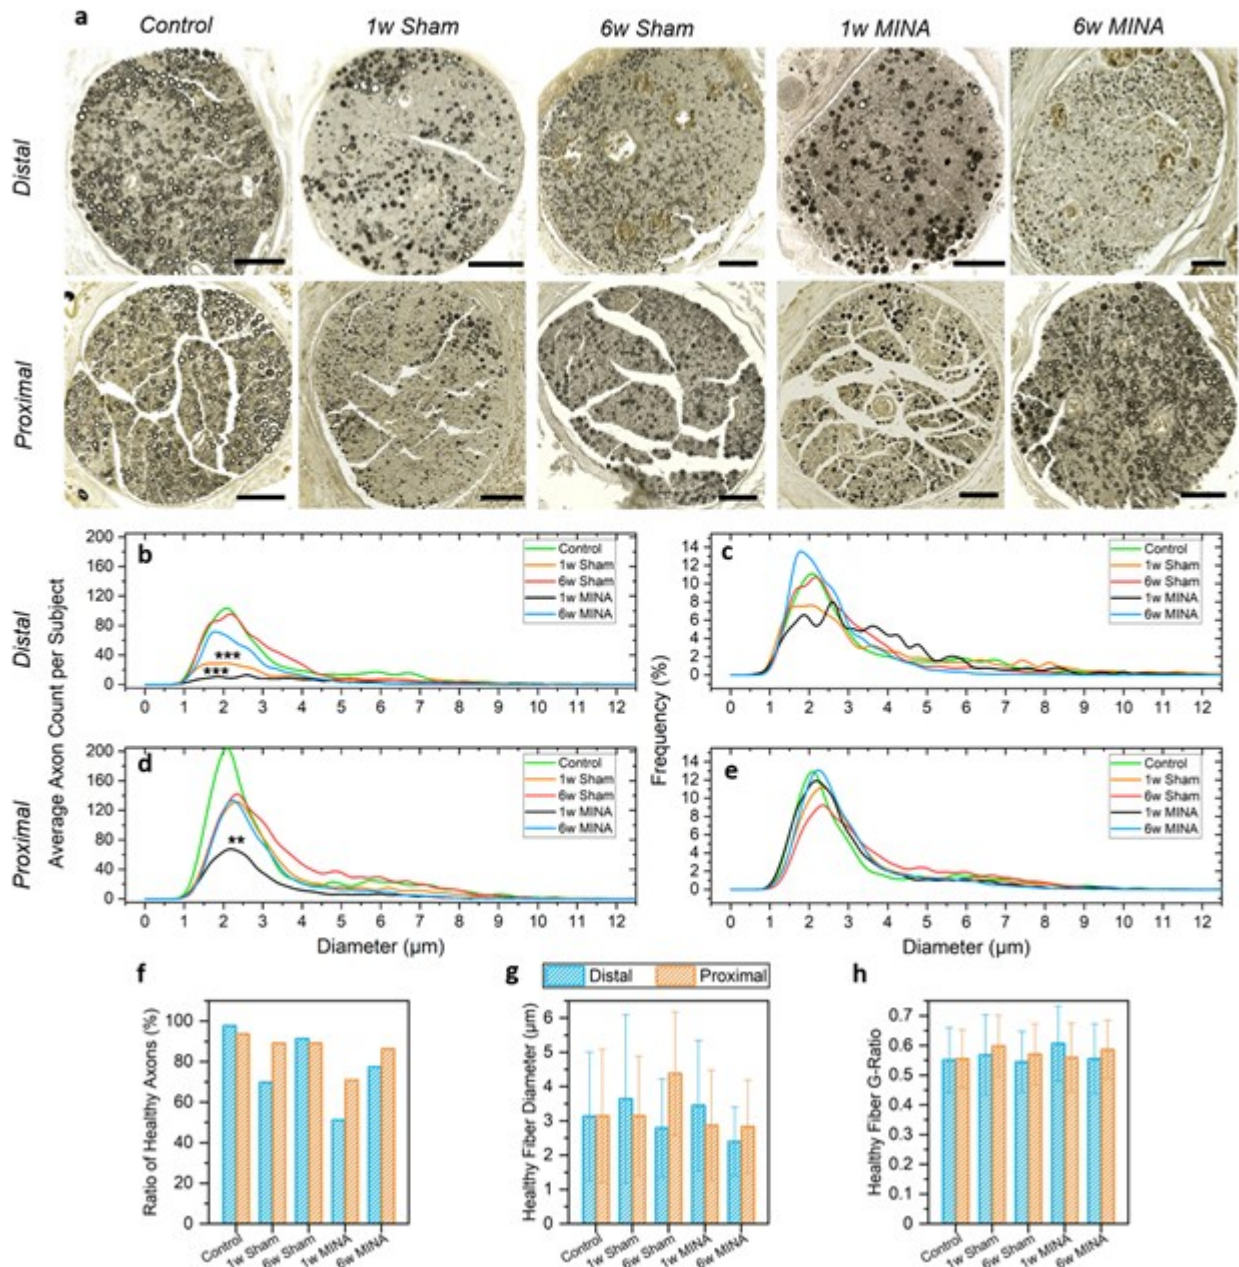 a
Control 1w Sham 6w Sham 1w MINA 6w MINA
Distal
Proximal
b
200
160
120
80
40
0
***
***
Control
1w Sham
6w Sham
1w MINA
6w MINA
0 1 2 3 4 5 6 7 8 9 10 11 12
c
14
12
10
8
6
4
2
0
Control
1w Sham
6w Sham
1w MINA
6w MINA
0 1 2 3 4 5 6 7 8 9 10 11 12
Distal
Average Axon Count per Subject
Frequency (%)
d
200
160
120
80
40
0
**
Control
1w Sham
6w Sham
1w MINA
6w MINA
0 1 2 3 4 5 6 7 8 9 10 11 12
Diameter (µm)
e
14
12
10
8
6
4
2
0
Control
1w Sham
6w Sham
1w MINA
6w MINA
0 1 2 3 4 5 6 7 8 9 10 11 12
Diameter (µm)
Proximal
f
Ratio of Healthy Axons (%)
100
80
60
40
20
0
Control 1w Sham 6w Sham 1w MINA 6w MINA
g
Distal Proximal
Healthy Fiber Diameter (µm)
6
5
4
3
2
1
0
Control 1w Sham 6w Sham 1w MINA 6w MINA
h
Healthy Fiber G-Ratio
0.7
0.6
0.5
0.4
0.3
0.2
0.1
0
Control 1w Sham 6w Sham 1w MINA 6w MINA